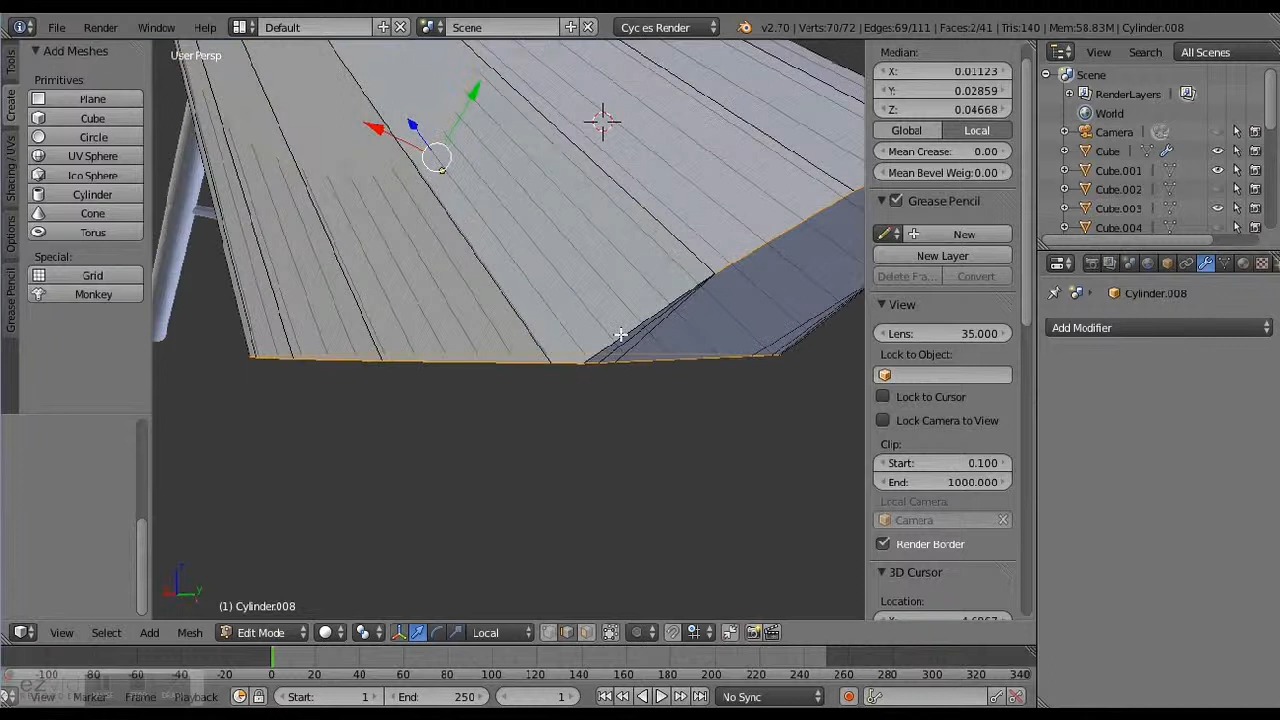 File Render Window Help Default Scene Cycles Render v2.70 | Verts:70/72 | Edges:69/111 | Faces:2/41 | Tris:140 | Mem:58.83M | Cylinder.008
Tools
Create
Shading / UVs
Options
Grease Pencil
Add Meshes
Primitives:
Plane
Cube
Circle
UV Sphere
Ico Sphere
Cylinder
Cone
Torus
Special:
Grid
Monkey
User Persp
(1) Cylinder.008
Median:
X: 0.01123
Y: 0.02859
Z: 0.04668
Global Local
Mean Crease: 0.00
Mean Bevel Weig:0.00
Grease Pencil
New
New Layer
Delete Fra... Convert
View
Lens: 35.000
Lock to Object:
Lock to Cursor
Lock Camera to View
Clip:
Start: 0.100
End: 1000.000
Local Camera:
Camera
Render Border
3D Cursor
Location:
View Search All Scenes
Scene
RenderLayers
World
Camera
Cube
Cube.001
Cube.002
Cube.003
Cube.004
Cylinder.008
Add Modifier
View Select Add Mesh Edit Mode Local
-100 -80 -60 -40 -20 0 20 40 60 80 100 120 140 160 180 200 220 240 260 280 300 320 340
View Marker Frame Playback Start: 1 End: 250 1 No Sync